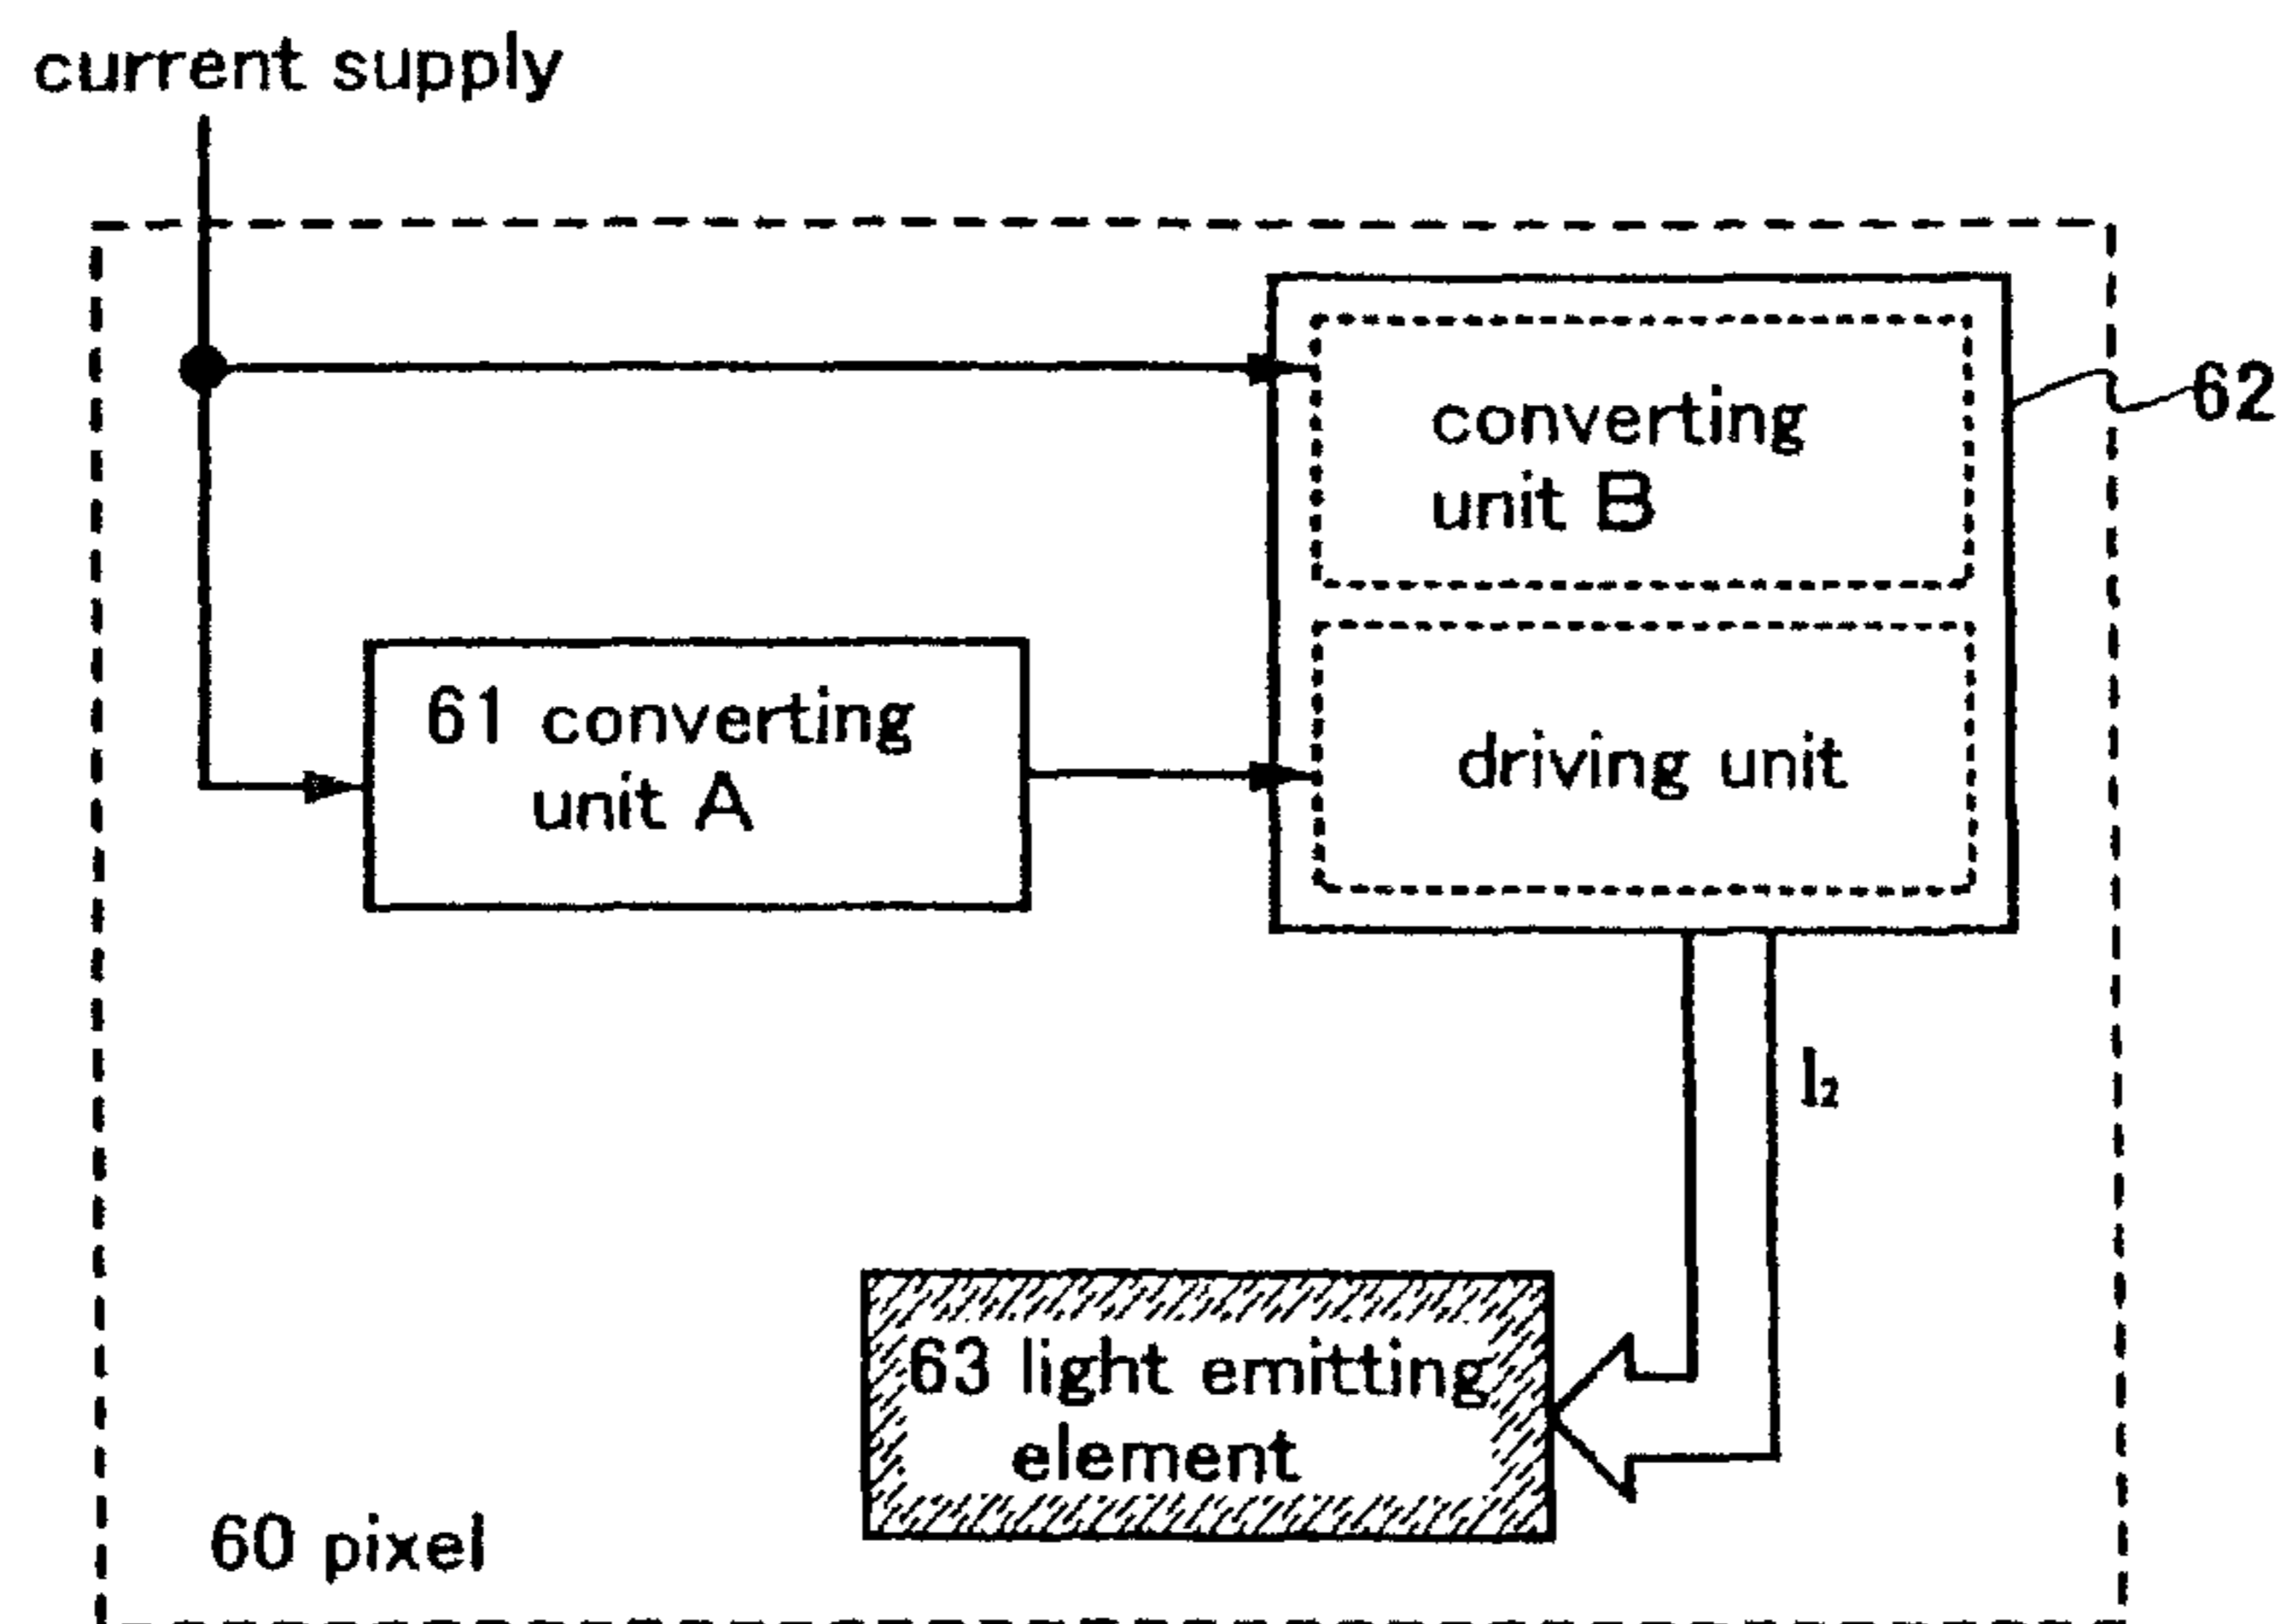 current supply
converting
unit B
62
61 converting
unit A
driving unit
I₂
63 light emitting
element
60 pixel